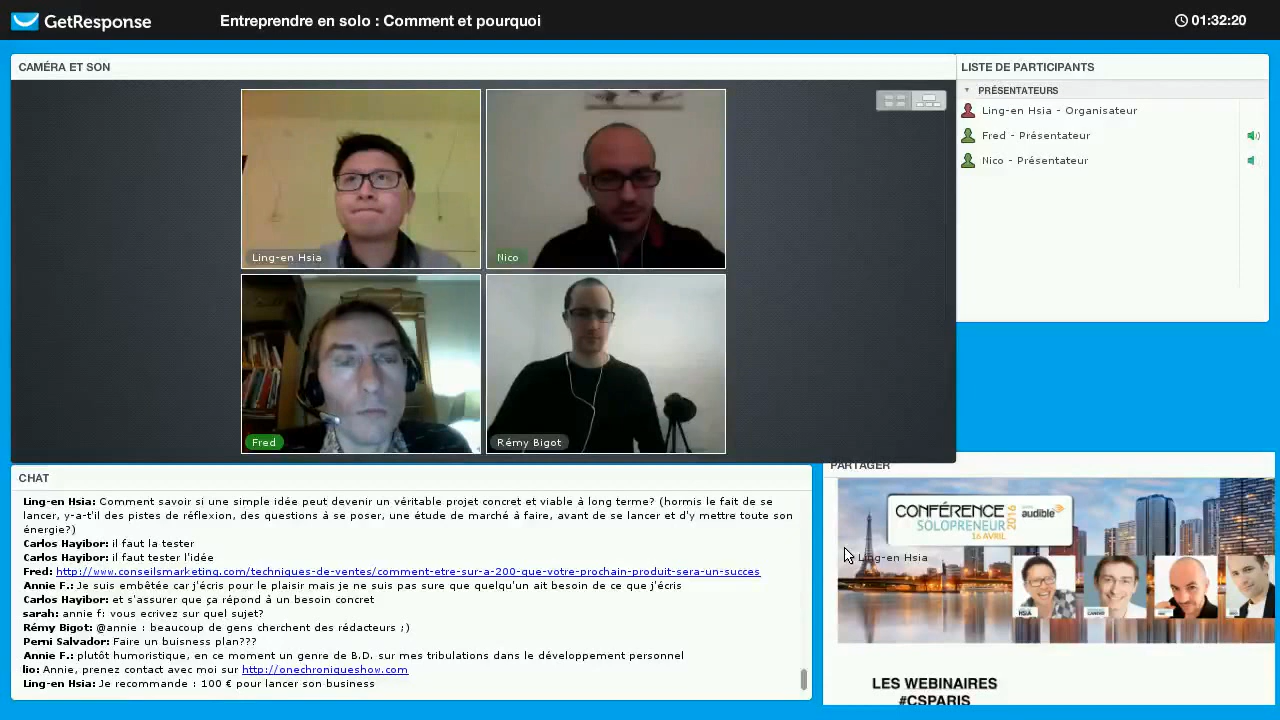 GetResponse
Entreprendre en solo : Comment et pourquoi
01:32:20
CAMÉRA ET SON
LISTE DE PARTICIPANTS
PRÉSENTATEURS
Ling-en Hsia - Organisateur
Fred - Présentateur
Nico - Présentateur
Ling-en Hsia
Nico
Fred
Rémy Bigot
CHAT
Ling-en Hsia: Comment savoir si une simple idée peut devenir un véritable projet concret et viable à long terme? (hormis le fait de se
lancer, y-a-t'il des pistes de réflexion, des questions à se poser, une étude de marché à faire, avant de se lancer et d'y mettre toute son
énergie?)
Carlos Hayibor: il faut la tester
Carlos Hayibor: il faut tester l'idée
Fred: http://www.conseilsmarketing.com/techniques-de-ventes/comment-etre-sur-a-200-que-votre-prochain-produit-sera-un-succes
Annie F.: Je suis embêtée car j'écris pour le plaisir mais je ne suis pas sure que quelqu'un ait besoin de ce que j'écris
Carlos Hayibor: et s'assurer que ça répond à un besoin concret
sarah: annie f: vous ecrivez sur quel sujet?
Rémy Bigot: @annie : beaucoup de gens cherchent des rédacteurs ;)
Perni Salvador: Faire un buisness plan???
Annie F.: plutôt humoristique, en ce moment un genre de B.D. sur mes tribulations dans le développement personnel
lio: Annie, prenez contact avec moi sur http://onechroniqueshow.com
Ling-en Hsia: Je recommande : 100 € pour lancer son business
PARTAGER
CONFÉRENCE
SOLOPRENEUR
16 AVRIL
2016
audible
Ling-en Hsia
HSIA
LES WEBINAIRES
#CSPARIS